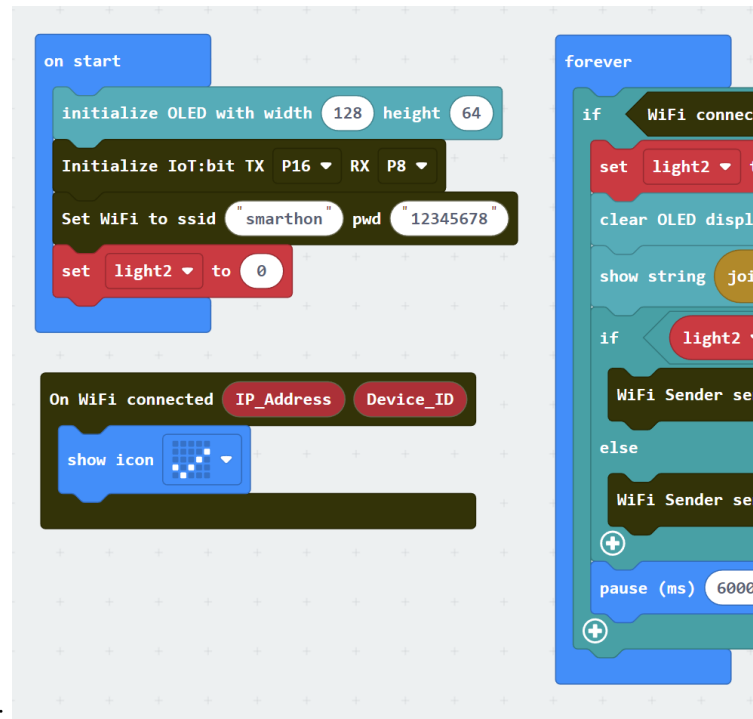 on start
initialize OLED with width 128 height 64
Initialize IoT:bit TX P16 RX P8
Set WiFi to ssid "smarthon" pwd "12345678"
set light2 to 0
On WiFi connected IP_Address Device_ID
show icon
forever
if WiFi connec
set light2 t
clear OLED displ
show string joi
if light2
WiFi Sender se
else
WiFi Sender se
pause (ms) 6000